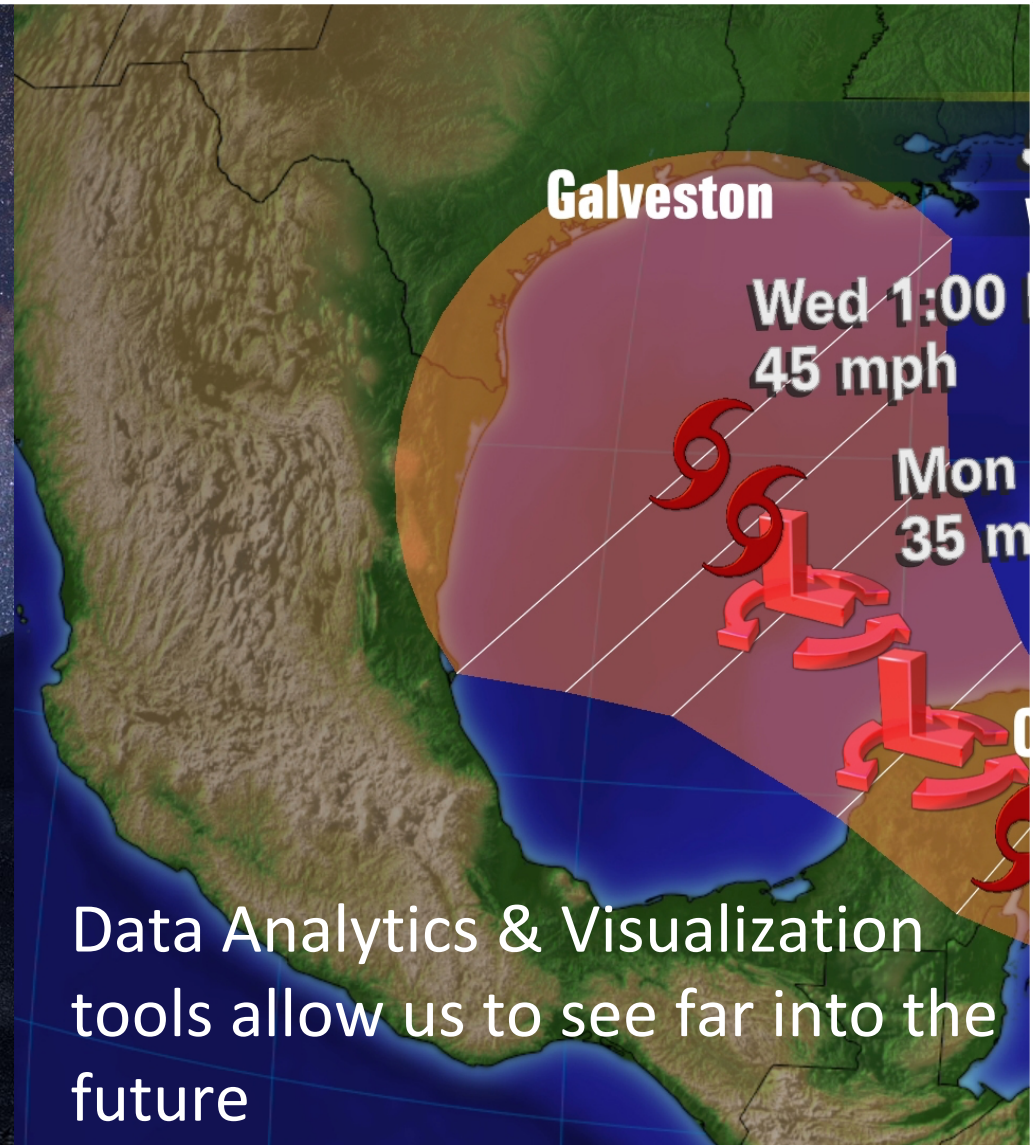 Galveston
Wed 1:00
45 mph
Mon
35
Data Analytics & Visualization
tools allow us to see far into the
future